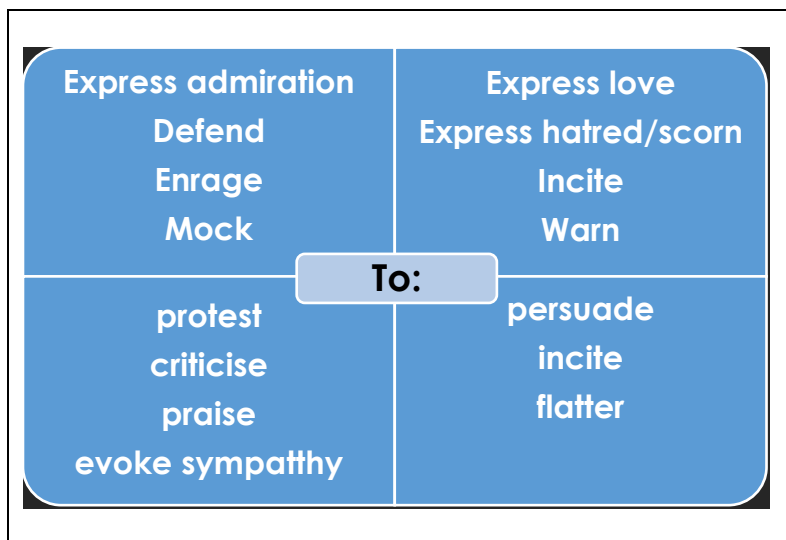 Express admiration
Defend
Enrage
Mock
Express love
Express hatred/scorn
Incite
Warn
To:
protest
criticise
praise
evoke sympatthy
persuade
incite
flatter